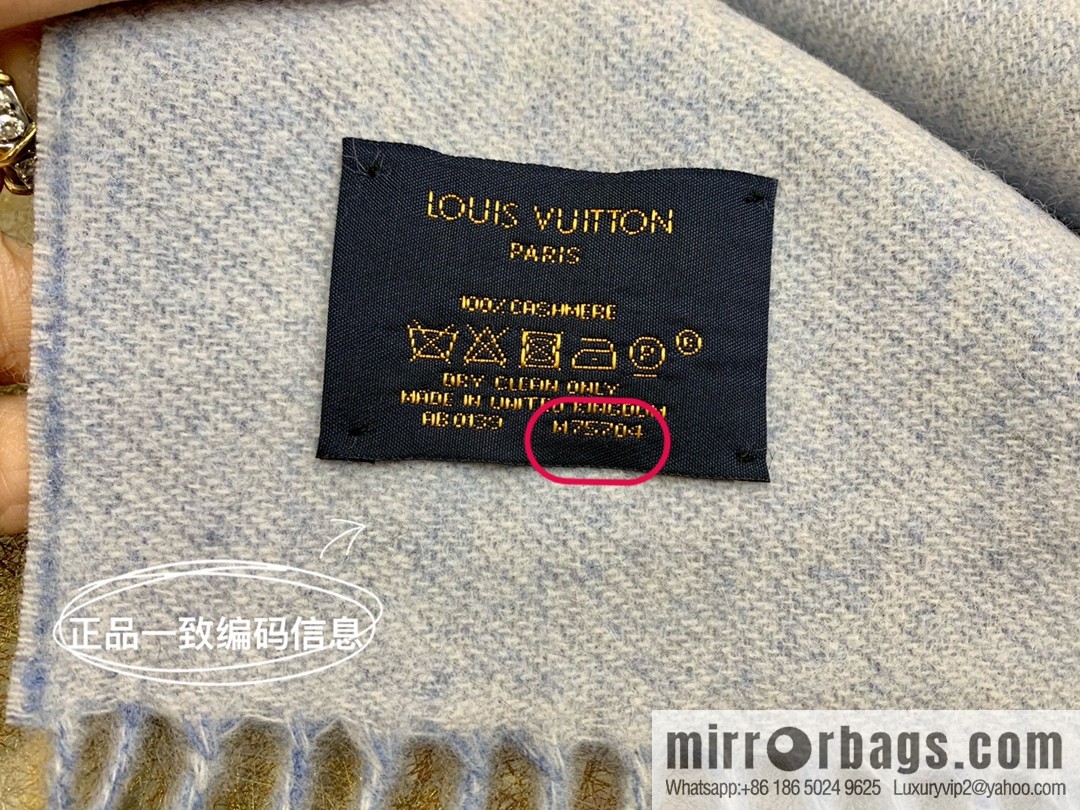 LOUIS VUITTON
PARIS
100% CASHMERE
P ®
DRY CLEAN ONLY
MADE IN UNITED KINGDOM
AB0139 M75704
正品一致编码信息
mirrorbags.com
Whatsapp:+86 186 5024 9625 Luxuryvip2@yahoo.com